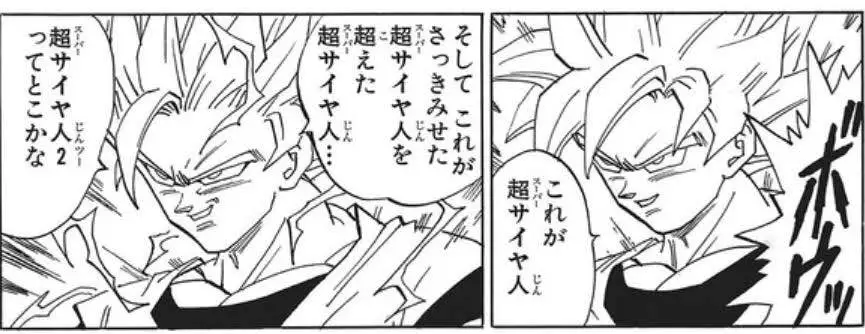 これが
超サイヤ人
ボウッ
そして これが
さっきみせた
超サイヤ人を
超えた
超サイヤ人…
超サイヤ人2
ってとこかな